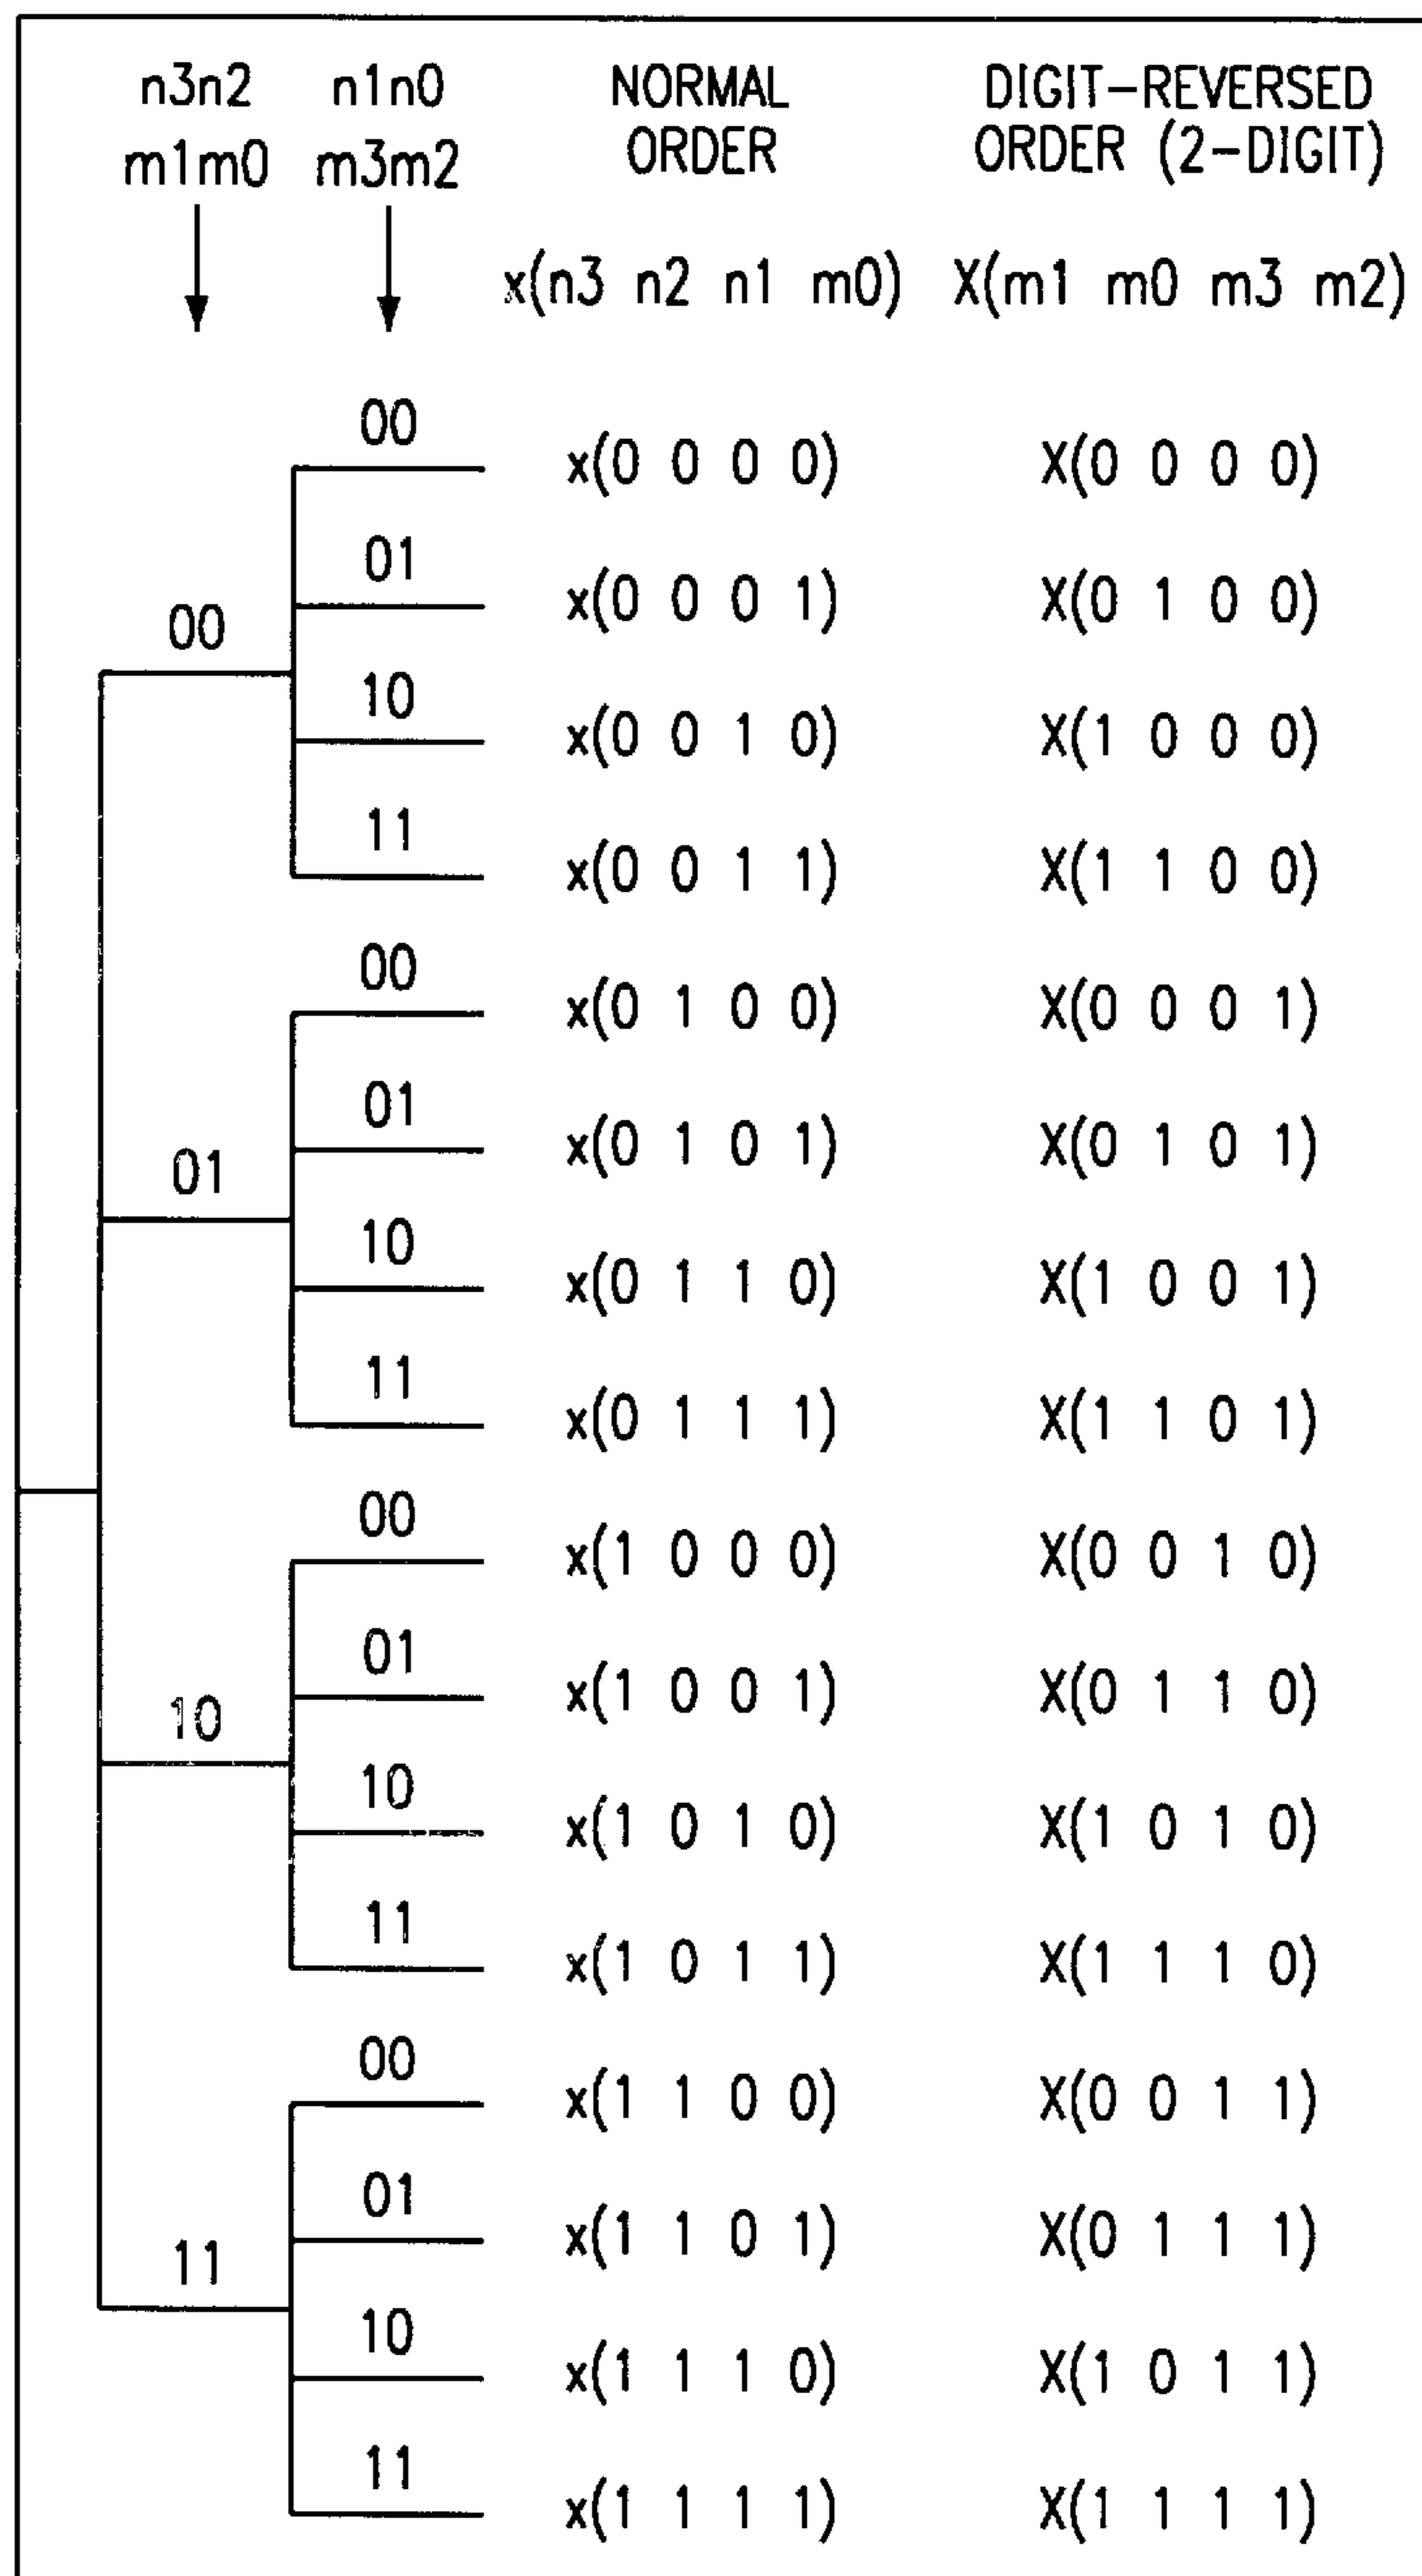 n3n2 n1n0 NORMAL DIGIT-REVERSED
m1m0 m3m2 ORDER ORDER (2-DIGIT)
x(n3 n2 n1 m0) X(m1 m0 m3 m2)
00
x(0 0 0 0) X(0 0 0 0)
01
x(0 0 0 1) X(0 1 0 0)
00
10
x(0 0 1 0) X(1 0 0 0)
11
x(0 0 1 1) X(1 1 0 0)
00
x(0 1 0 0) X(0 0 0 1)
01
x(0 1 0 1) X(0 1 0 1)
01
10
x(0 1 1 0) X(1 0 0 1)
11
x(0 1 1 1) X(1 1 0 1)
00
x(1 0 0 0) X(0 0 1 0)
01
x(1 0 0 1) X(0 1 1 0)
10
10
x(1 0 1 0) X(1 0 1 0)
11
x(1 0 1 1) X(1 1 1 0)
00
x(1 1 0 0) X(0 0 1 1)
01
x(1 1 0 1) X(0 1 1 1)
11
10
x(1 1 1 0) X(1 0 1 1)
11
x(1 1 1 1) X(1 1 1 1)